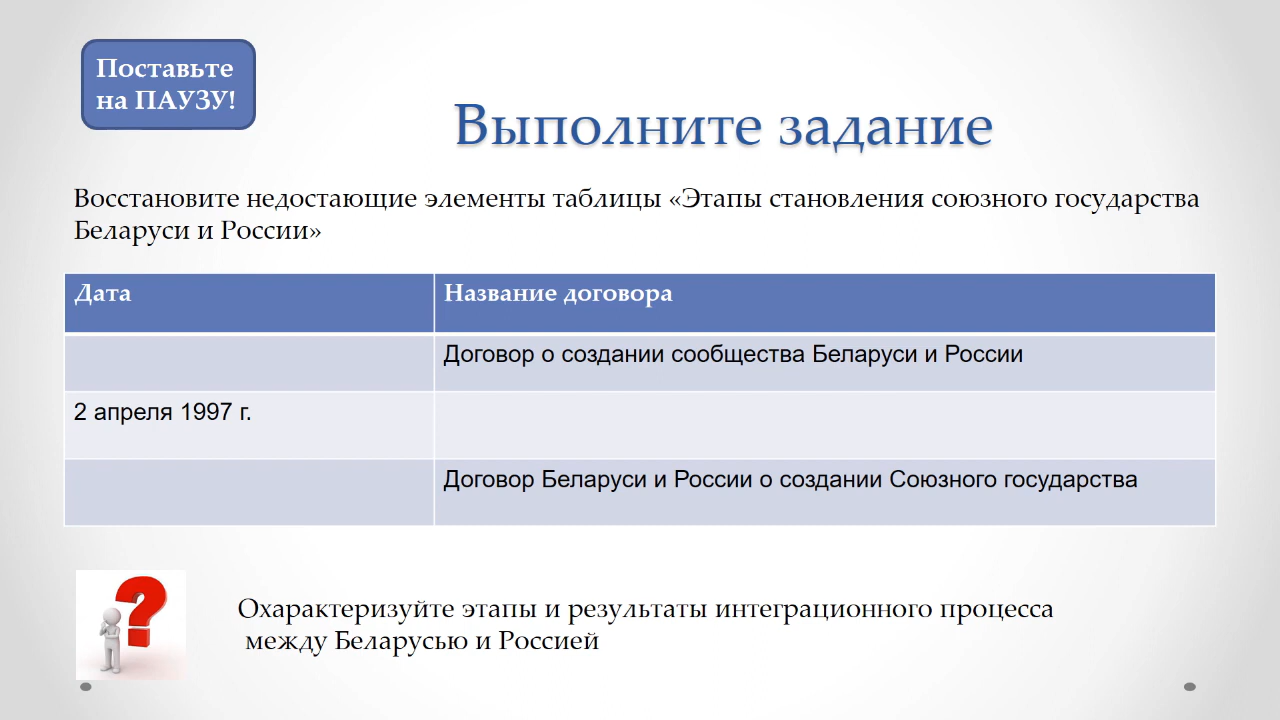 Поставьте
на ПАУЗУ!
Выполните задание
Восстановите недостающие элементы таблицы «Этапы становления союзного государства
Беларуси и России»
Дата
Название договора
Договор о создании сообщества Беларуси и России
2 апреля 1997 г.
Договор Беларуси и России о создании Союзного государства
Охарактеризуйте этапы и результаты интеграционного процесса
между Беларусью и Россией